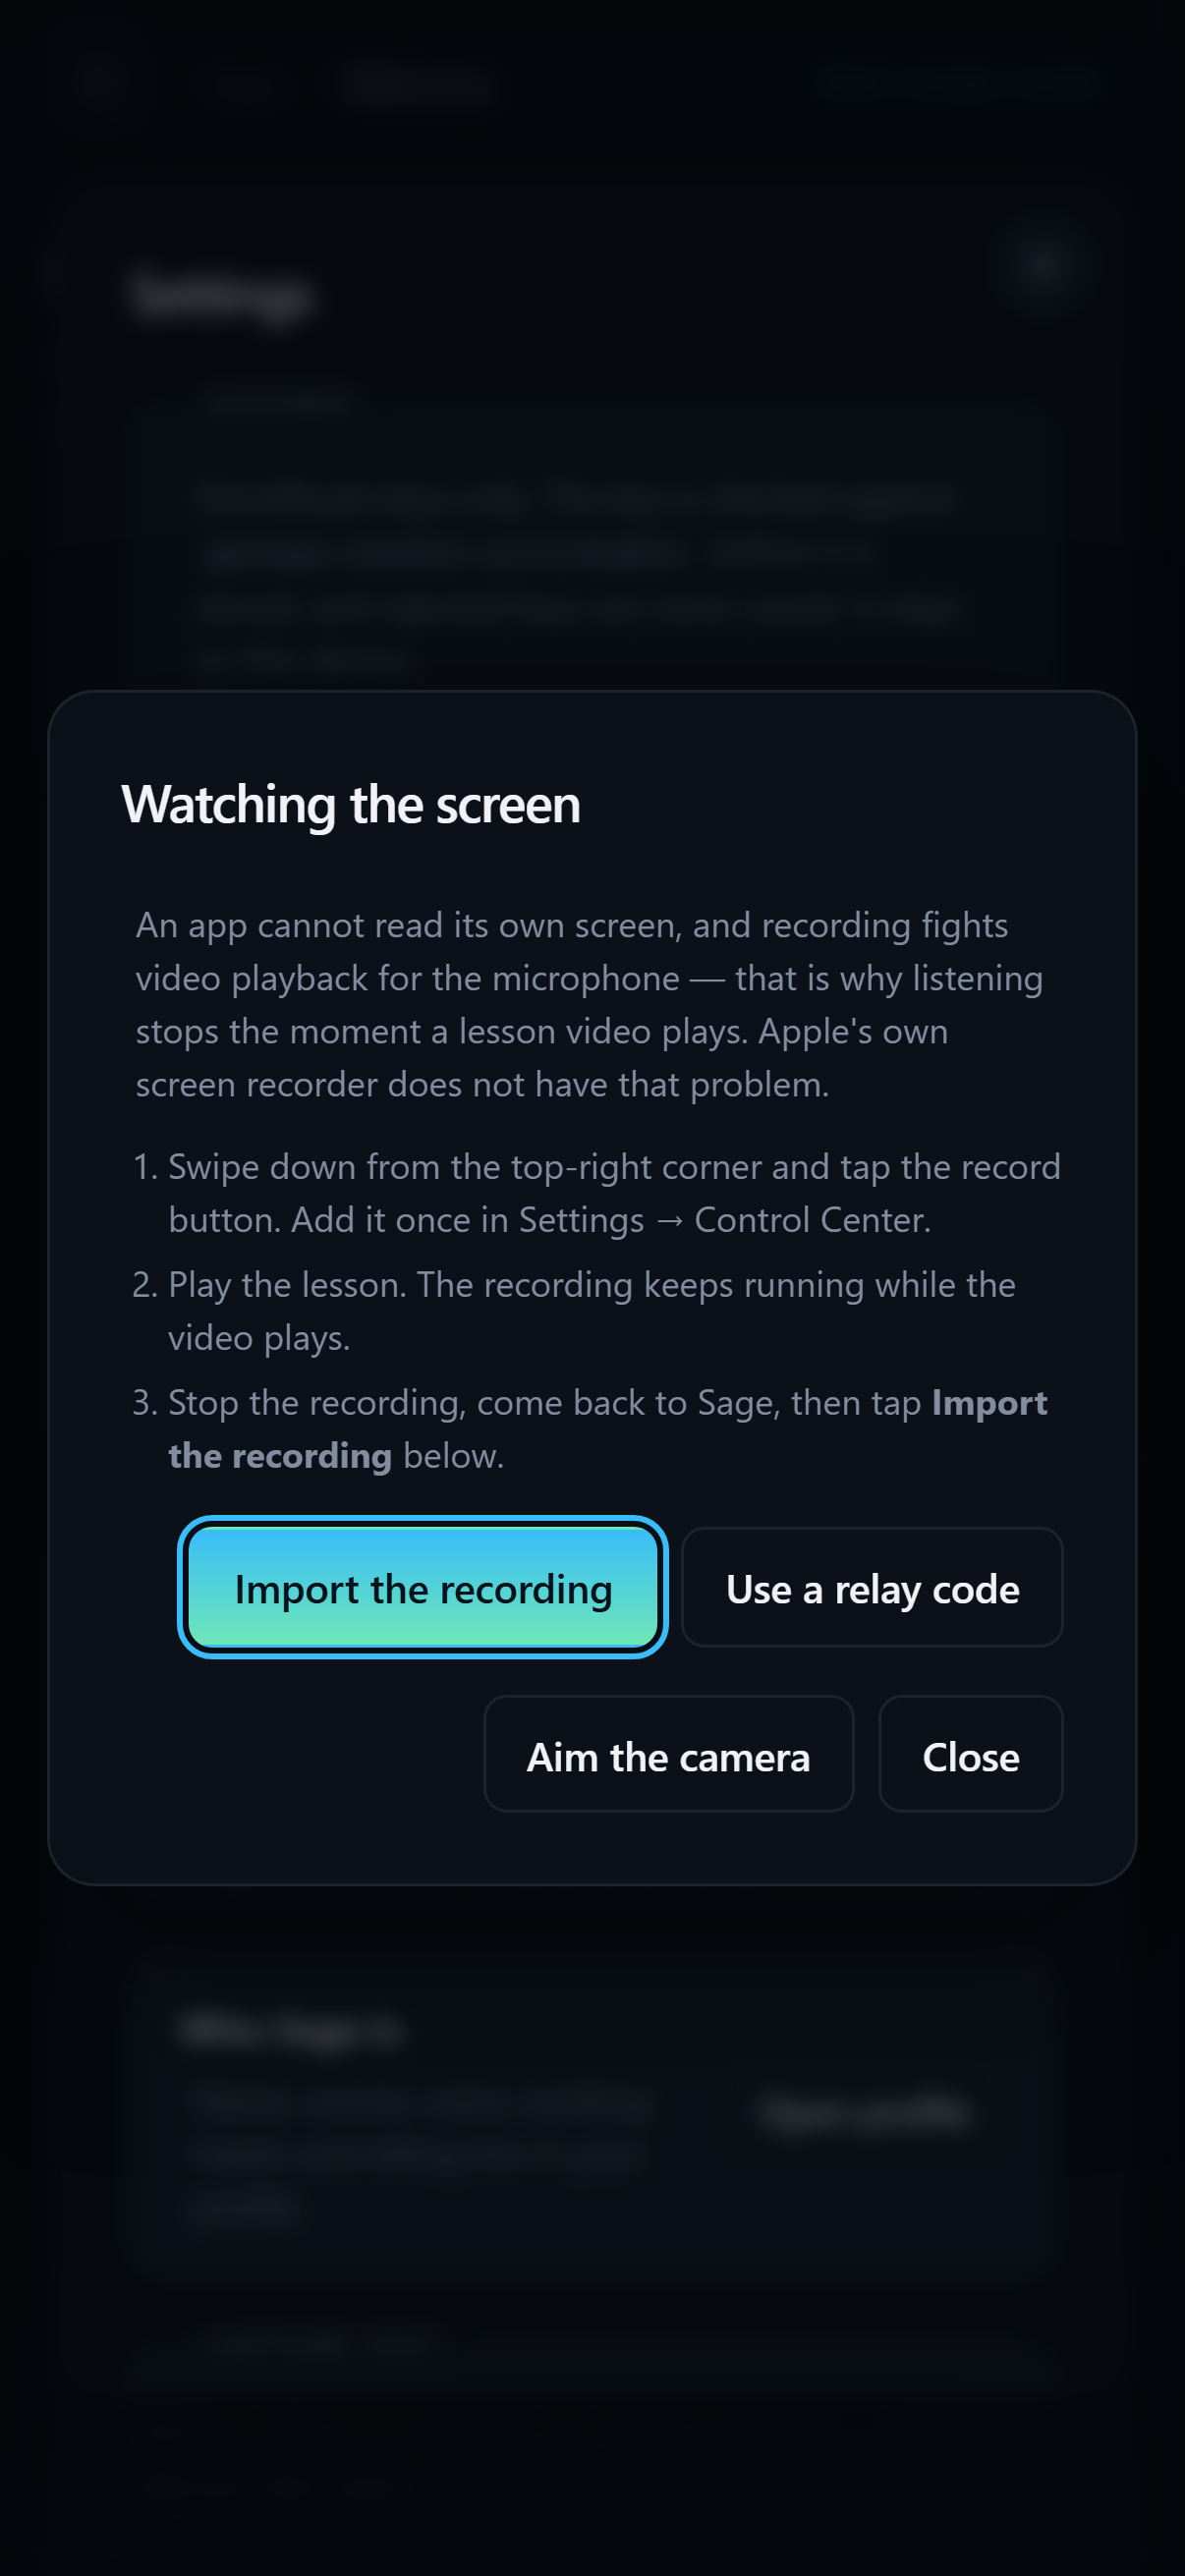 Settings
Watching the screen
An app cannot read its own screen, and recording fights
video playback for the microphone — that is why listening
stops the moment a lesson video plays. Apple's own
screen recorder does not have that problem.
1. Swipe down from the top-right corner and tap the record
button. Add it once in Settings → Control Center.
2. Play the lesson. The recording keeps running while the
video plays.
3. Stop the recording, come back to Sage, then tap Import
the recording below.
Import the recording
Use a relay code
Aim the camera
Close
Open profile